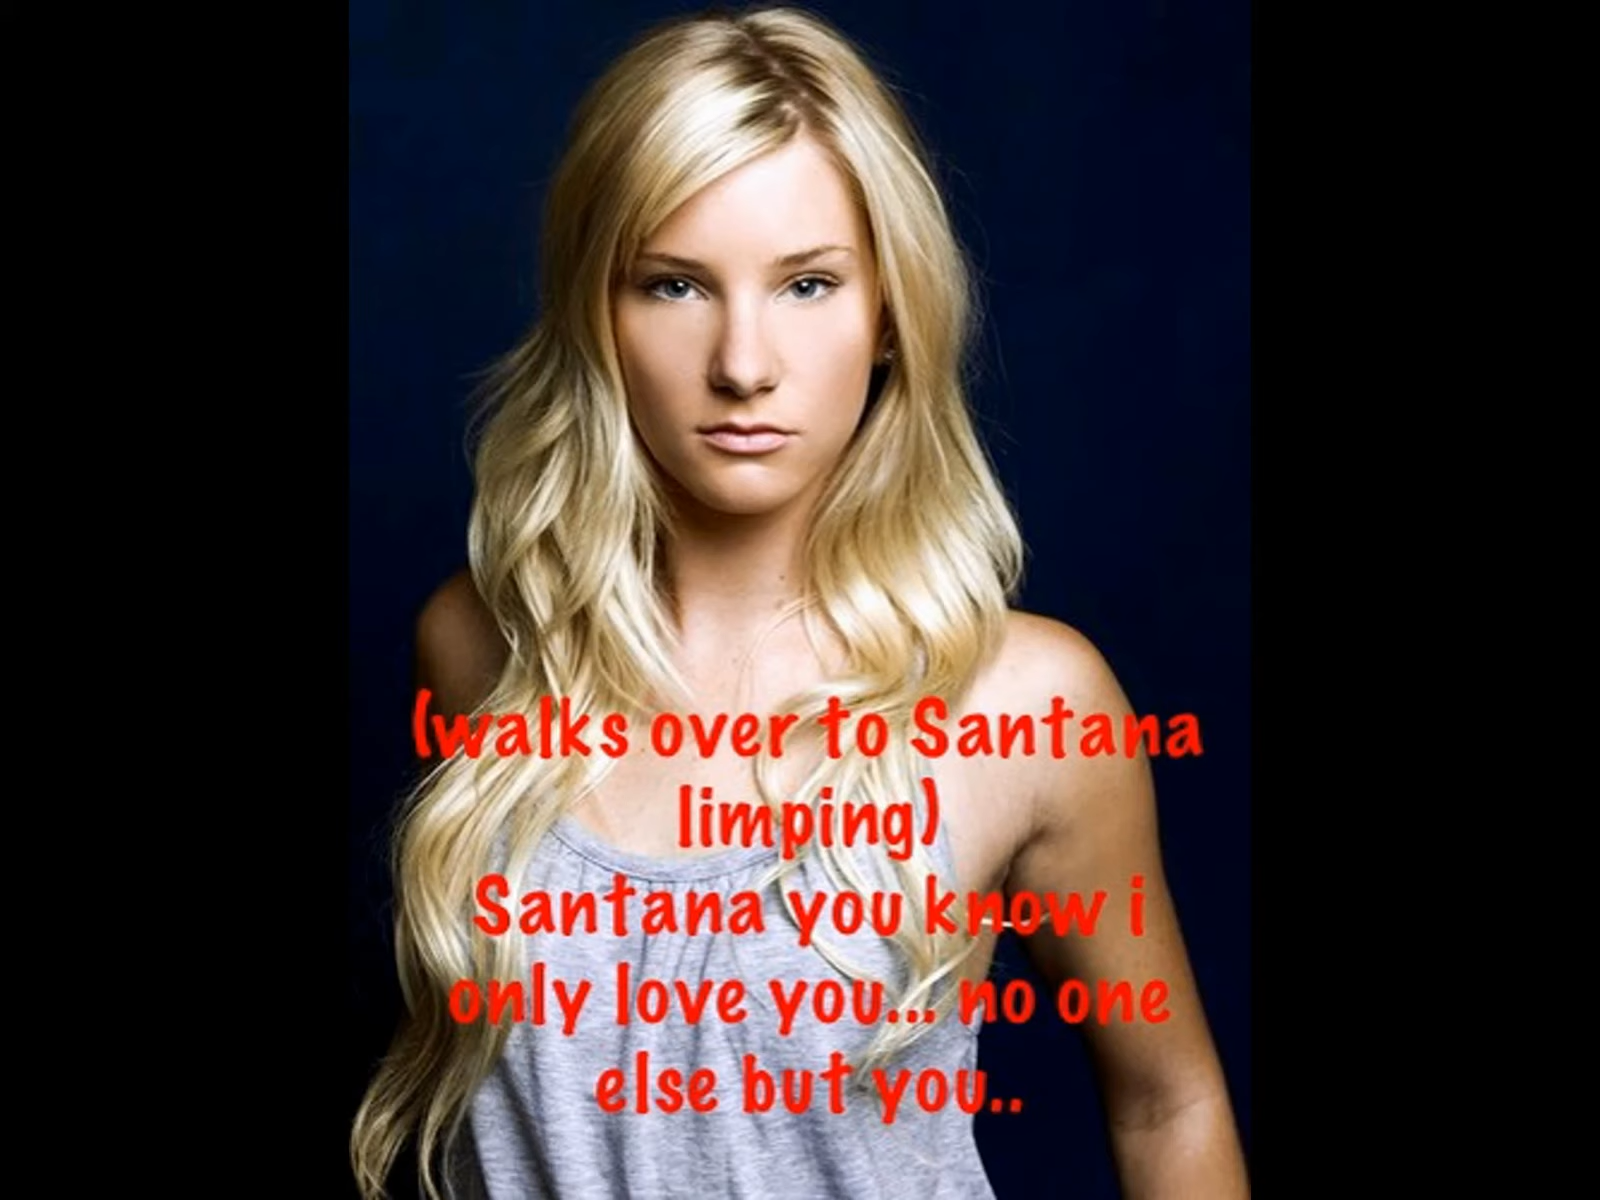 (walks over to Santana
limping)
Santana you know i
only love you... no one
else but you..